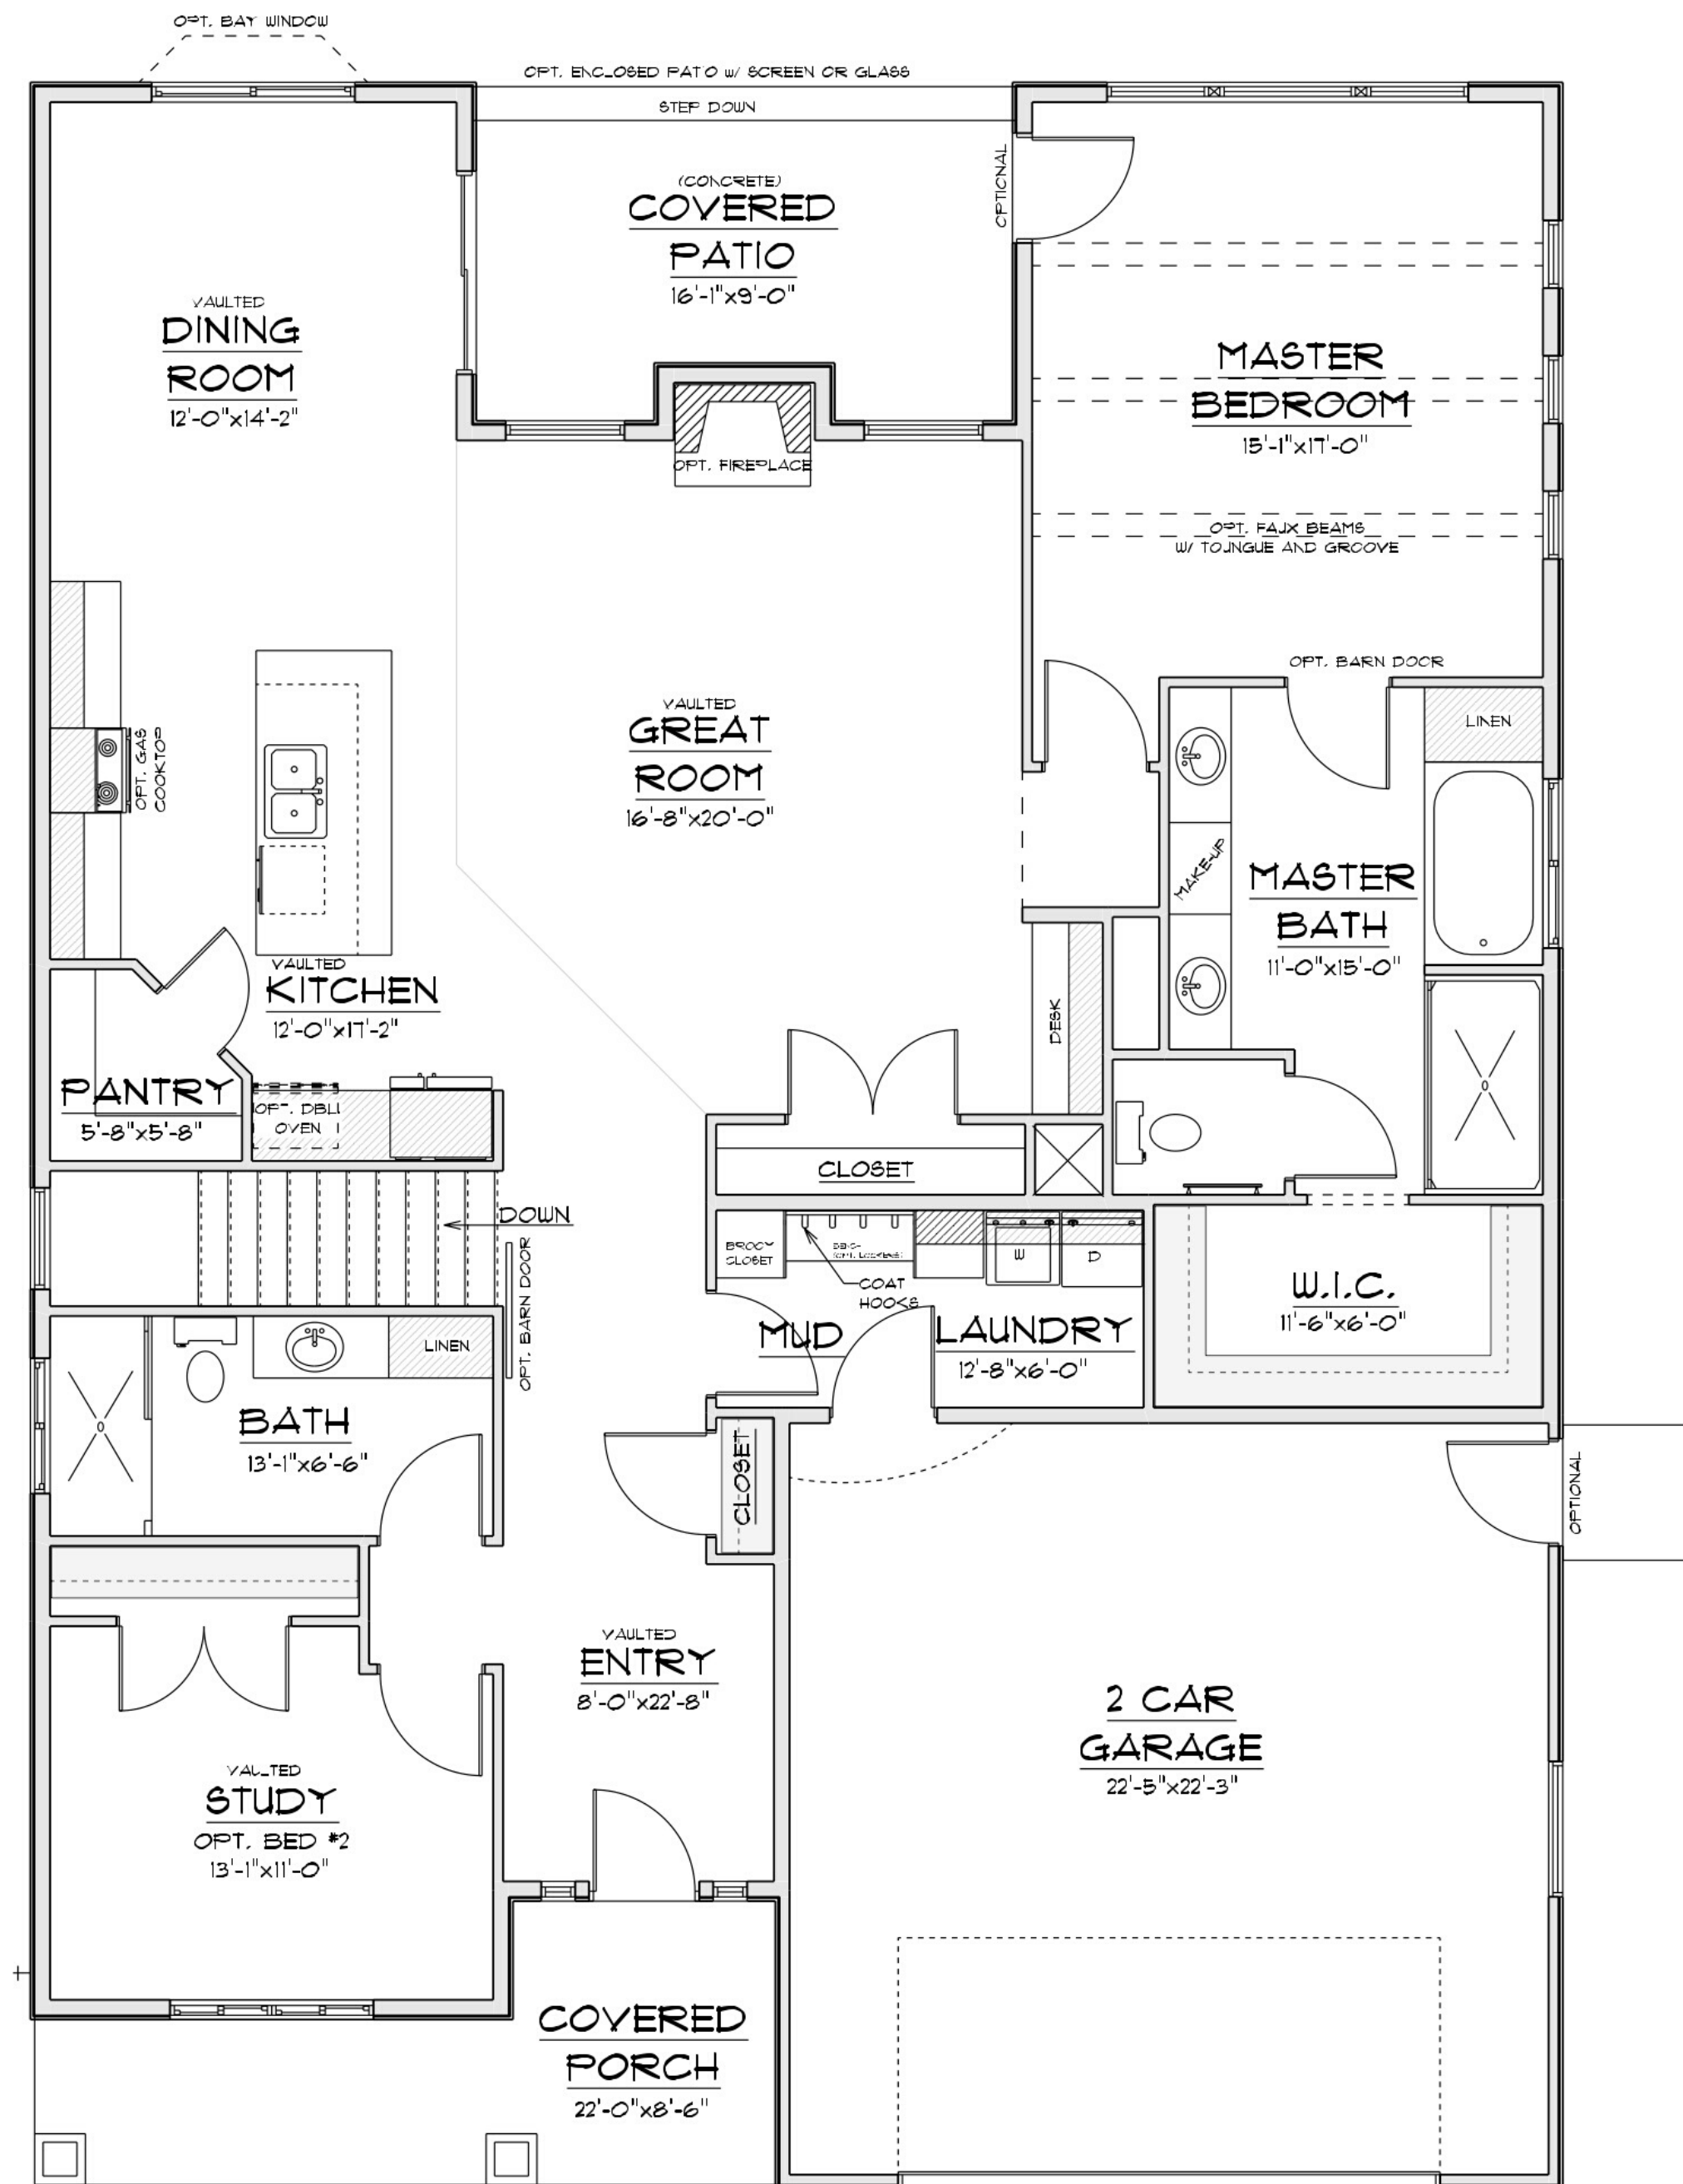 OPT. BAY WINDOW
OPT. ENCLOSED PATIO W/ SCREEN OR GLASS
STEP DOWN
(CONCRETE)
COVERED
PATIO
16'-1"x9'-0"
OPTIONAL
VAULTED
DINING
ROOM
12'-0"x14'-2"
MASTER
BEDROOM
15'-1"x17'-0"
OPT. FIREPLACE
OPT. FAUX BEAMS
W/ TOUNGUE AND GROOVE
OPT. BARN DOOR
LINEN
OPT. GAS
COOKTOP
VAULTED
GREAT
ROOM
16'-8"x20'-0"
MAKE-UP
MASTER
BATH
11'-0"x15'-0"
VAULTED
KITCHEN
12'-0"x17'-2"
DESK
PANTRY
5'-8"x5'-8"
OPT. DBL
OVEN
CLOSET
DOWN
OPT. BARN DOOR
BROOM
CLOSET
BENCH
(OPT. LOCKERS)
COAT
HOOKS
W
D
W.I.C.
11'-6"x6'-0"
MUD
LAUNDRY
12'-8"x6'-0"
LINEN
BATH
13'-1"x6'-6"
CLOSET
OPTIONAL
VAULTED
ENTRY
8'-0"x22'-8"
2 CAR
GARAGE
22'-5"x22'-3"
VAULTED
STUDY
OPT. BED #2
13'-1"x11'-0"
COVERED
PORCH
22'-0"x8'-6"